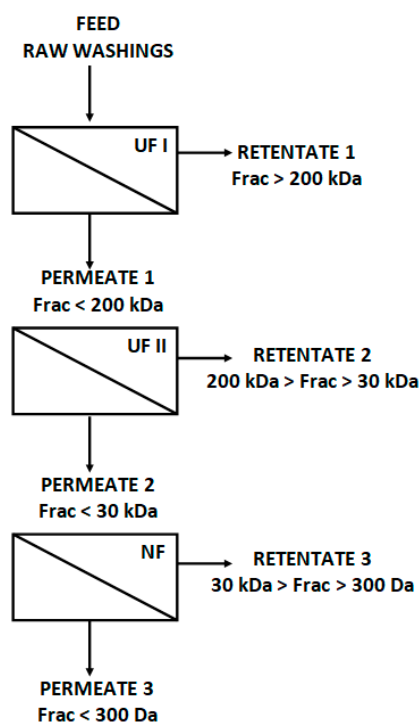 FEED
RAW WASHINGS
UF I
RETENTATE 1
Frac > 200 kDa
PERMEATE 1
Frac < 200 kDa
UF II
RETENTATE 2
200 kDa > Frac > 30 kDa
PERMEATE 2
Frac < 30 kDa
NF
RETENTATE 3
30 kDa > Frac > 300 Da
PERMEATE 3
Frac < 300 Da